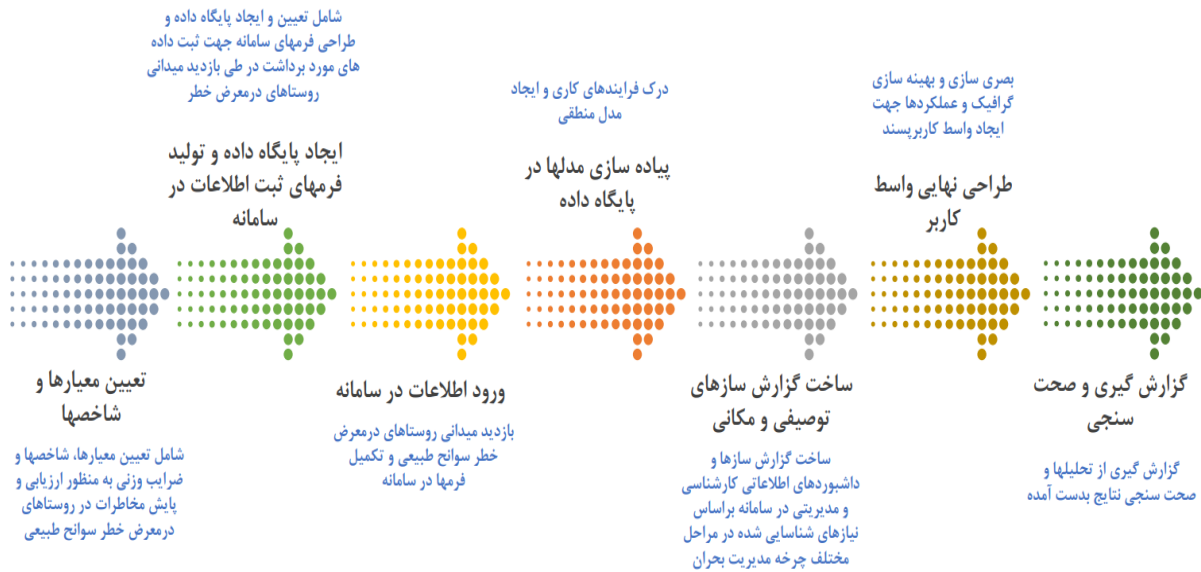 تعیین معیارها و
شاخصها
شامل تعیین معیارها، شاخصها و
ضرایب وزنی به منظور ارزیابی و
پایش مخاطرات در روستاهای
درمعرض خطر سوانح طبیعی
شامل تعیین و ایجاد پایگاه داده و
طراحی فرمهای سامانه جهت ثبت داده
های مورد برداشت در طی بازدید میدانی
روستاهای درمعرض خطر
ایجاد پایگاه داده و تولید
فرمهای ثبت اطلاعات در
سامانه
ورود اطلاعات در سامانه
بازدید میدانی روستاهای درمعرض
خطر سوانح طبیعی و تکمیل
فرمها در سامانه
درک فرایندهای کاری و ایجاد
مدل منطقی
پیاده سازی مدلها در
پایگاه داده
ساخت گزارش سازهای
توصیفی و مکانی
ساخت گزارش سازها و
داشبوردهای اطلاعاتی کارشناسی
و مدیریتی در سامانه براساس
نیازهای شناسایی شده در مراحل
مختلف چرخه مدیریت بحران
بصری سازی و بهینه سازی
گرافیک و عملکردها جهت
ایجاد واسط کاربرپسند
طراحی نهایی واسط
کاربر
گزارش گیری و صحت
سنجی
گزارش گیری از تحلیلها و
صحت سنجی نتایج بدست آمده